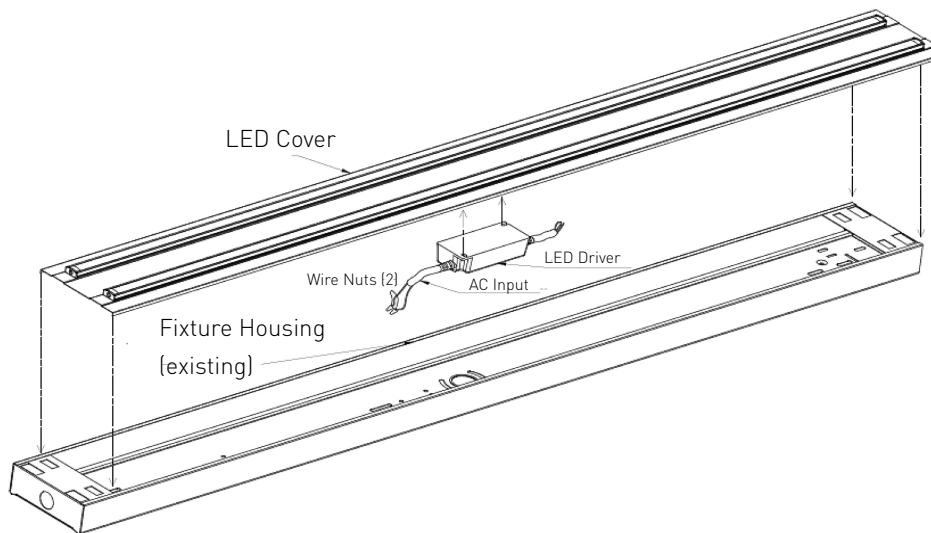 LED Cover
LED Driver
Wire Nuts (2)
AC Input
Fixture Housing
(existing)